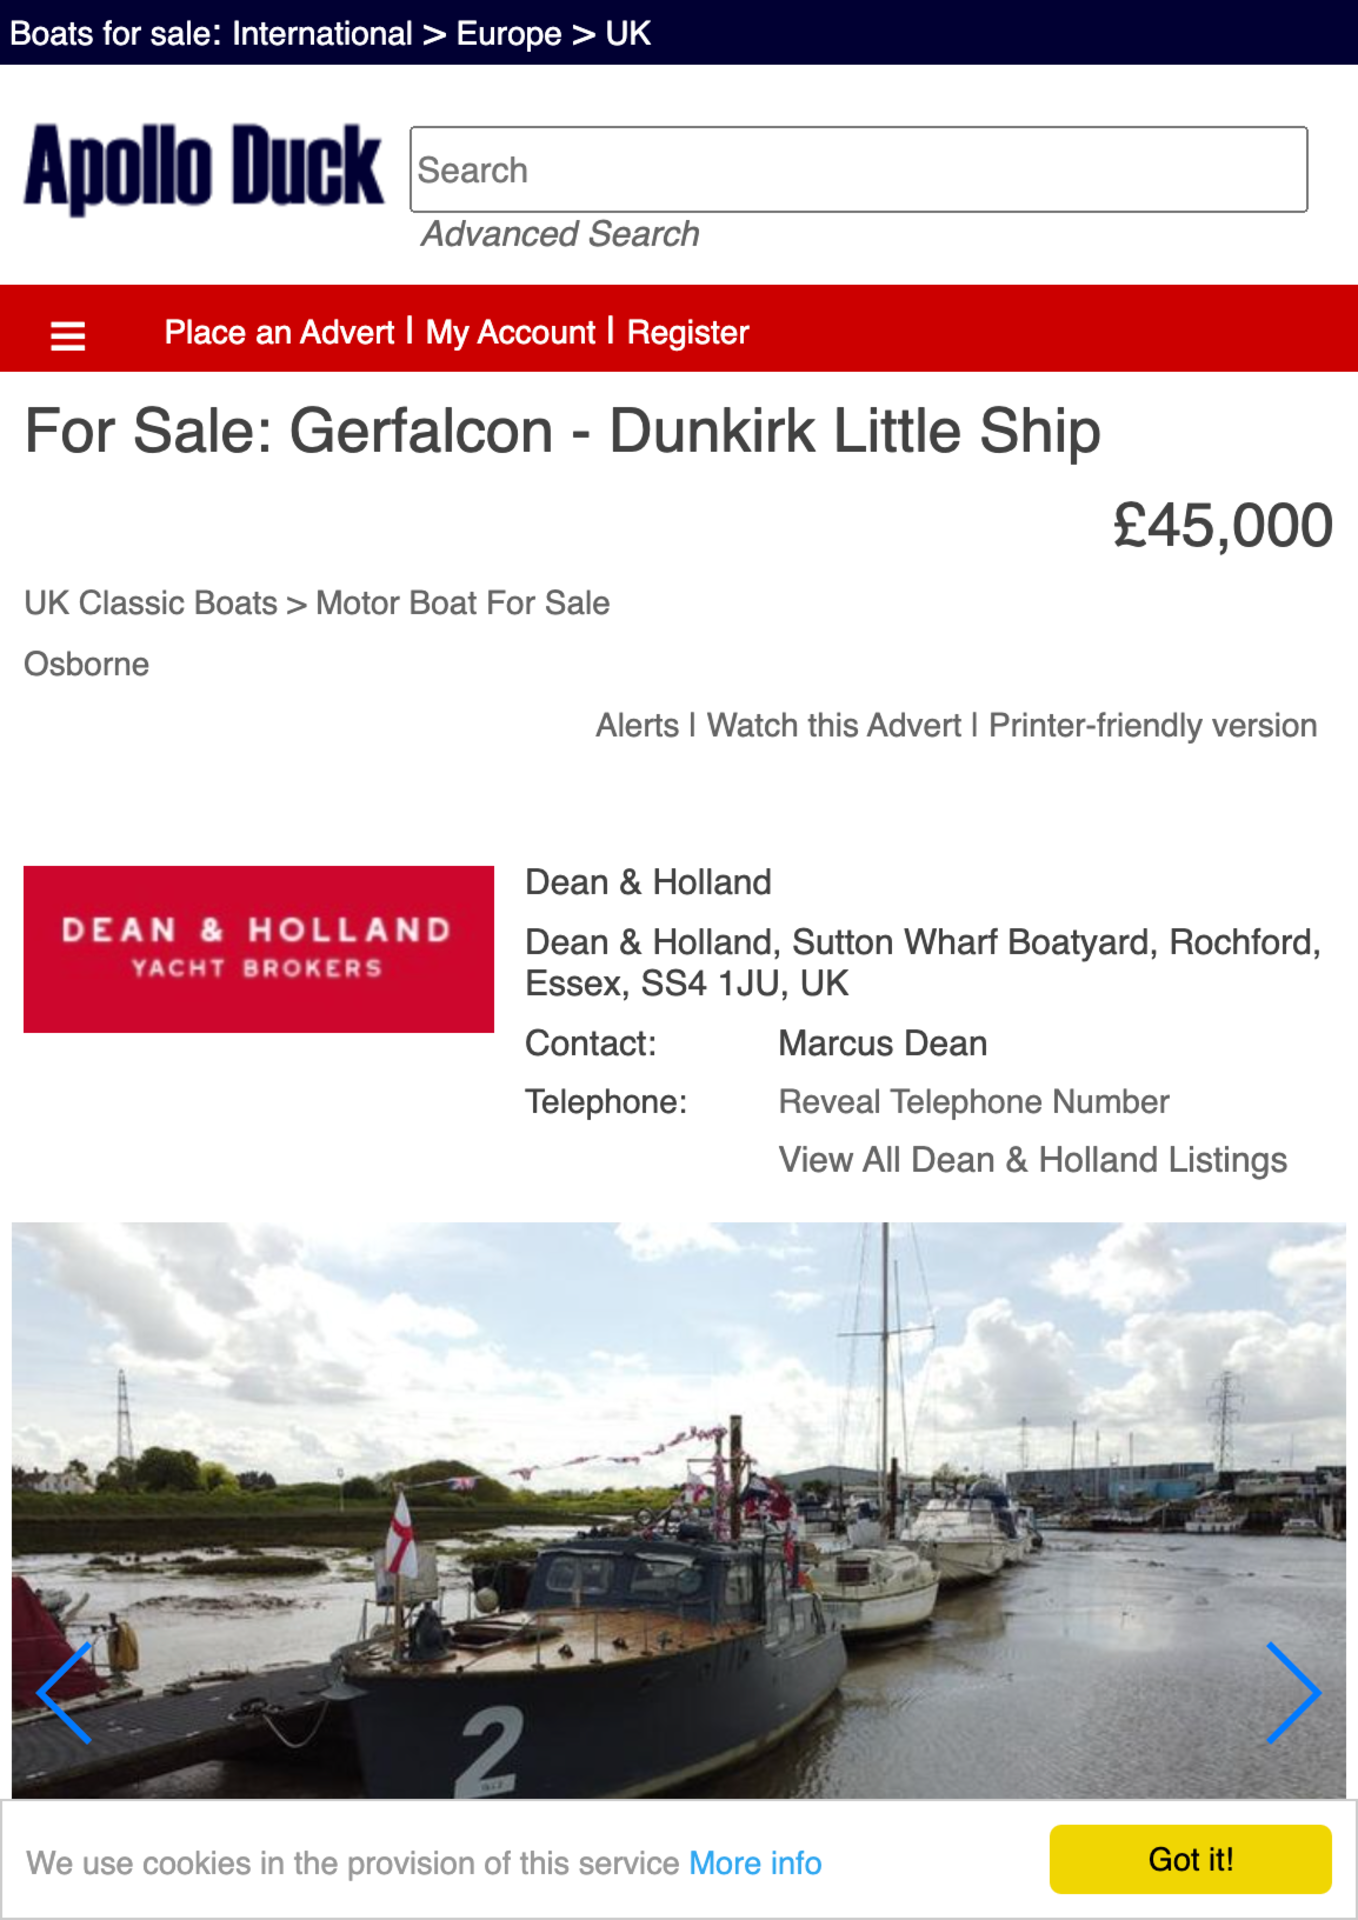 Boats for sale: International > Europe > UK
Apollo Duck
Search
Advanced Search
Place an Advert | My Account | Register
For Sale: Gerfalcon - Dunkirk Little Ship
£45,000
UK Classic Boats > Motor Boat For Sale
Osborne
Alerts | Watch this Advert | Printer-friendly version
DEAN & HOLLAND
YACHT BROKERS
Dean & Holland
Dean & Holland, Sutton Wharf Boatyard, Rochford,
Essex, SS4 1JU, UK
Contact: Marcus Dean
Telephone: Reveal Telephone Number
View All Dean & Holland Listings
2
We use cookies in the provision of this service More info
Got it!